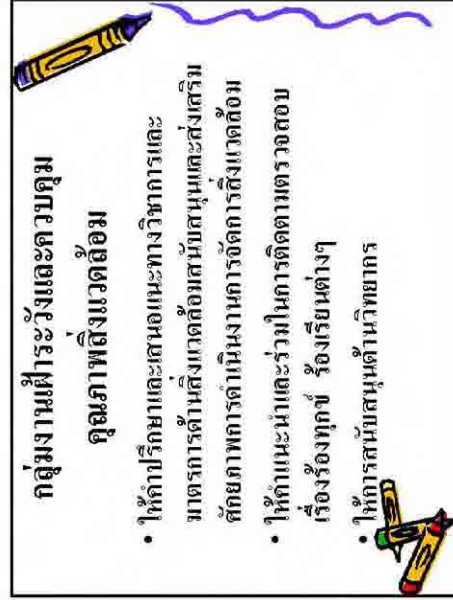 กลุ่มงานเฝ้าระวังและควบคุม
คุณภาพสิ่งแวดล้อม
• ให้คำปรึกษาและเสนอแนะทางวิชาการและ
มาตรการด้านสิ่งแวดล้อมสนับสนุนและส่งเสริม
ศักยภาพการดำเนินงานการจัดการสิ่งแวดล้อม
• ให้คำแนะนำและร่วมในการติดตามตรวจสอบ
เรื่องร้องทุกข์ ร้องเรียนต่างๆ
• ให้การสนับสนุนด้านวิทยากร